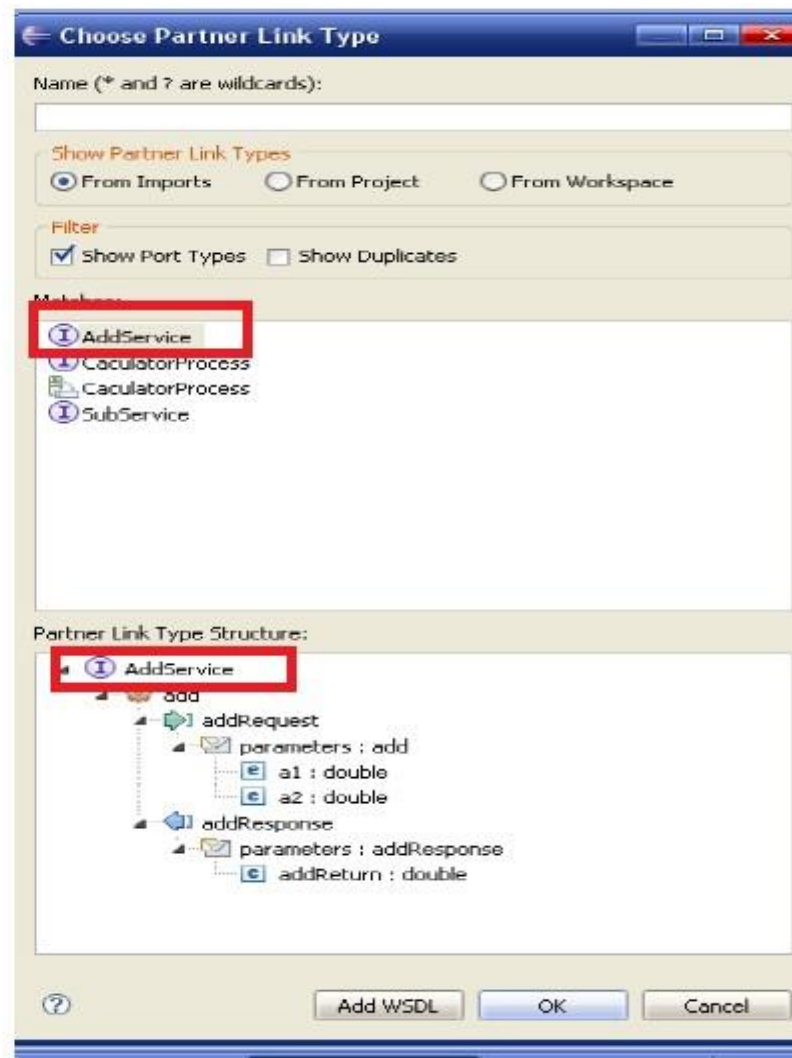 Choose Partner Link Type
Name (* and ? are wildcards):
Show Partner Link Types
From Imports From Project From Workspace
Filter
Show Port Types Show Duplicates
Matches:
AddService
CaculatorProcess
CaculatorProcess
SubService
Partner Link Type Structure:
AddService
add
addRequest
parameters : add
e a1 : double
e a2 : double
addResponse
parameters : addResponse
e addReturn : double
? Add WSDL OK Cancel